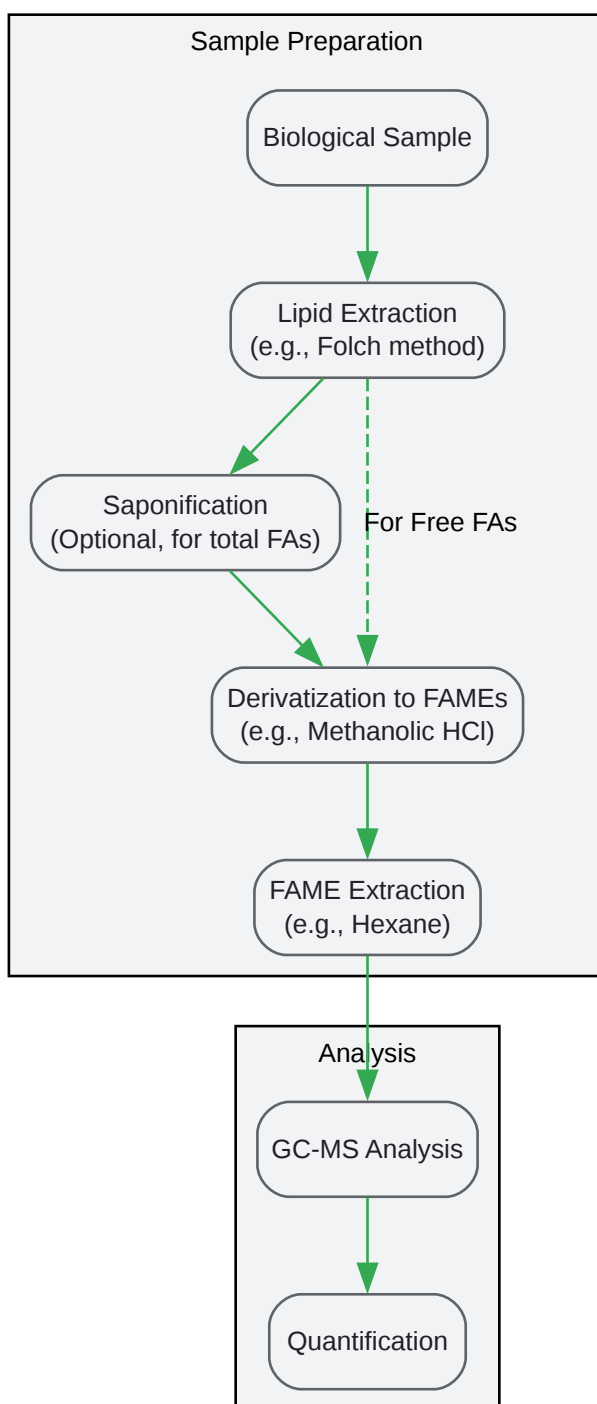 Sample Preparation
Biological Sample
Lipid Extraction
(e.g., Folch method)
Saponification
(Optional, for total FAs)
For Free FAs
Derivatization to FAMEs
(e.g., Methanolic HCl)
FAME Extraction
(e.g., Hexane)
Analysis
GC-MS Analysis
Quantification